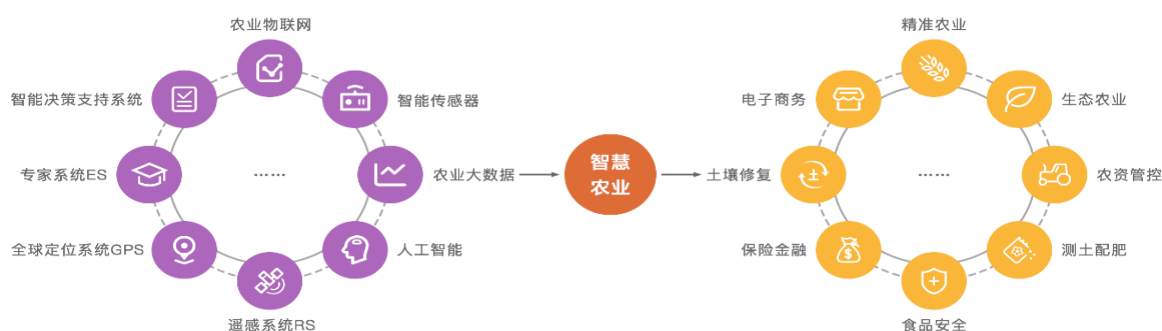 农业物联网
智能决策支持系统
智能传感器
专家系统ES
……
农业大数据
全球定位系统GPS
人工智能
遥感系统RS
智慧
农业
精准农业
电子商务
生态农业
土壤修复
……
农资管控
保险金融
测土配肥
食品安全